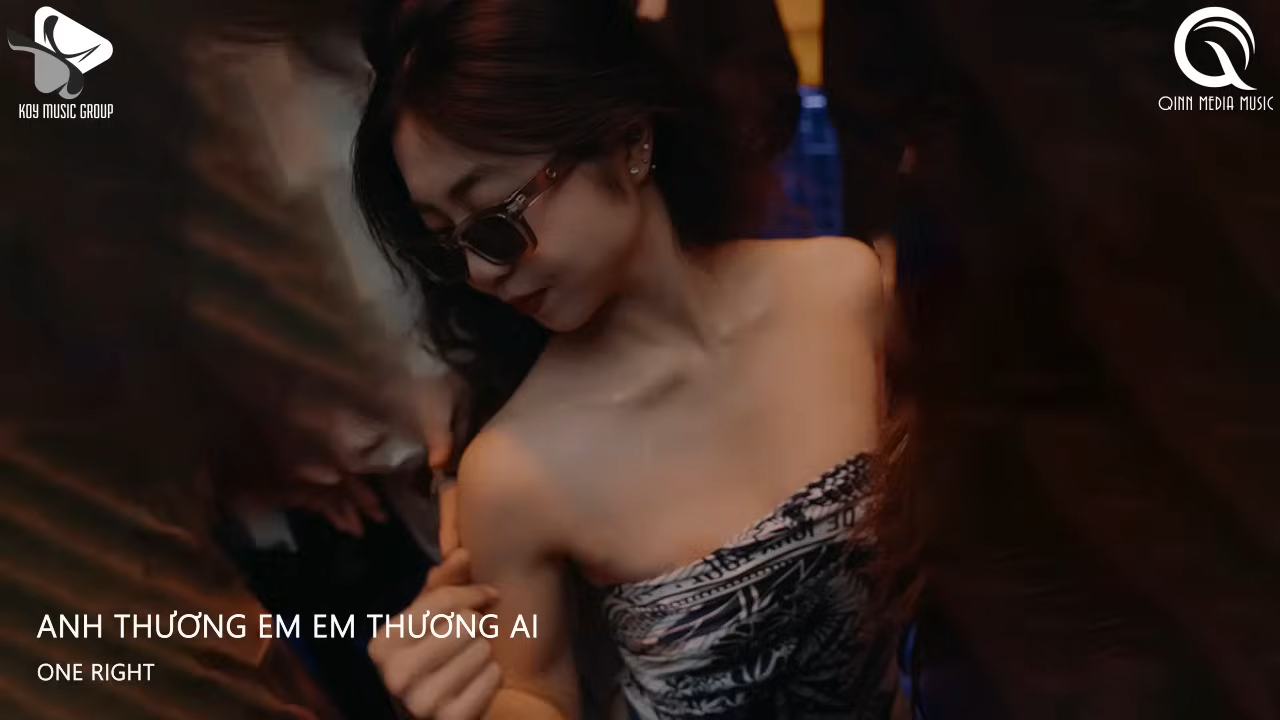 KOY MUSIC GROUP
QINN MEDIA MUSIC
ANH THƯƠNG EM EM THƯƠNG AI
ONE RIGHT